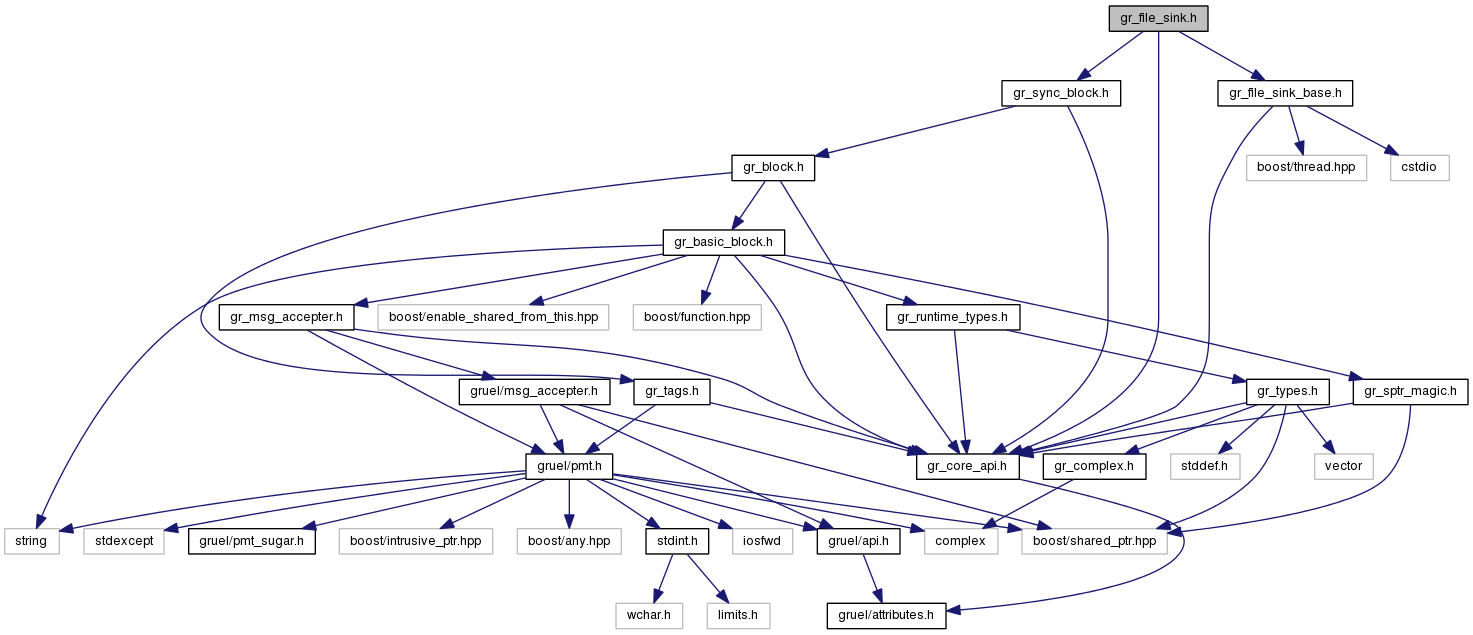 gr_file_sink.h
gr_sync_block.h
gr_file_sink_base.h
gr_block.h
boost/thread.hpp
cstdio
gr_basic_block.h
gr_msg_accepter.h
boost/enable_shared_from_this.hpp
boost/function.hpp
gr_runtime_types.h
gruel/msg_accepter.h
gr_tags.h
gr_types.h
gr_sptr_magic.h
gruel/pmt.h
gr_core_api.h
gr_complex.h
stddef.h
vector
string
stdexcept
gruel/pmt_sugar.h
boost/intrusive_ptr.hpp
boost/any.hpp
stdint.h
iosfwd
gruel/api.h
complex
boost/shared_ptr.hpp
wchar.h
limits.h
gruel/attributes.h